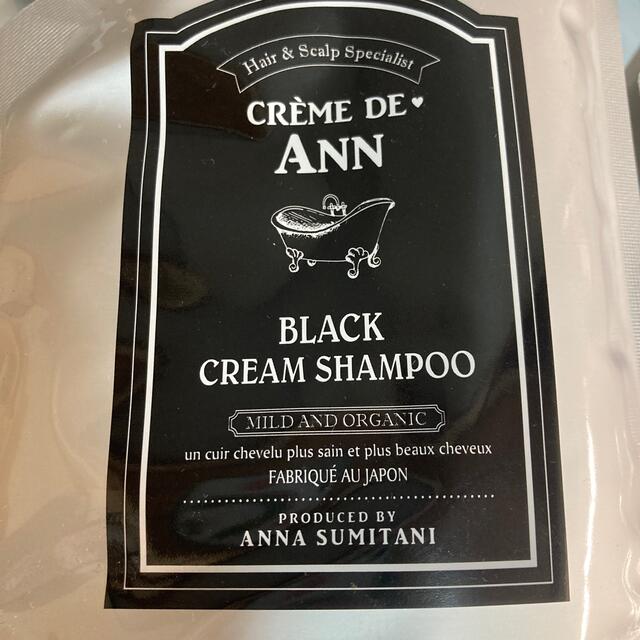 Hair & Scalp Specialist
CRÈME DE
ANN
BLACK
CREAM SHAMPOO
MILD AND ORGANIC
un cuir chevelu plus sain et plus beaux cheveux
FABRIQUÉ AU JAPON
PRODUCED BY
ANNA SUMITANI